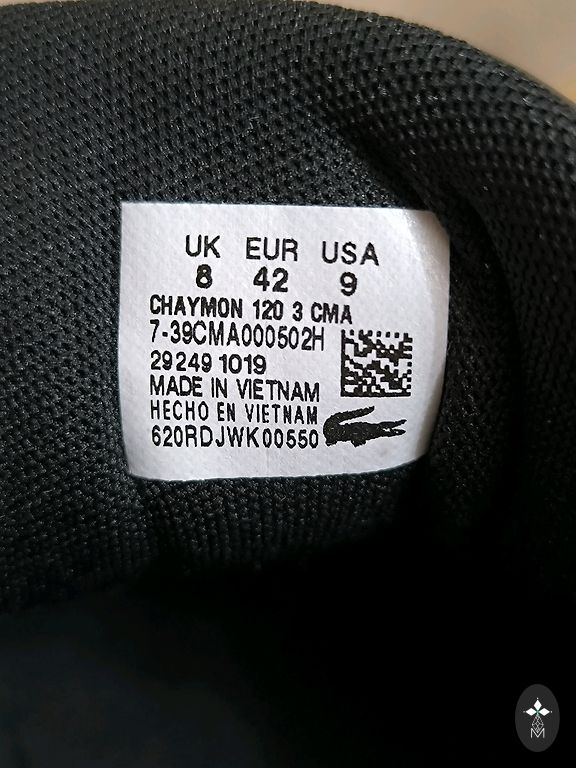 UK EUR USA
8 42 9
CHAYMON 120 3 CMA
7-39CMA000502H
29249 1019
MADE IN VIETNAM
HECHO EN VIETNAM
620RDJWK00550
M